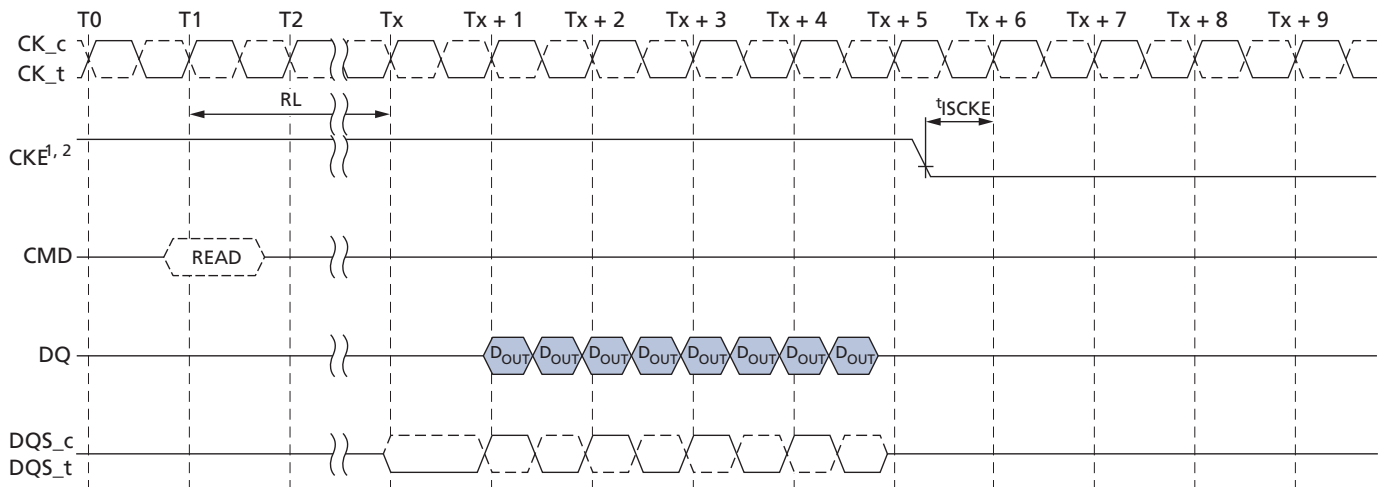 T0 T1 T2 Tx Tx + 1 Tx + 2 Tx + 3 Tx + 4 Tx + 5 Tx + 6 Tx + 7 Tx + 8 Tx + 9
CK_c
CK_t
RL
tISCKE
CKE1, 2
CMD READ
DQ DOUT DOUT DOUT DOUT DOUT DOUT DOUT DOUT
DQS_c
DQS_t